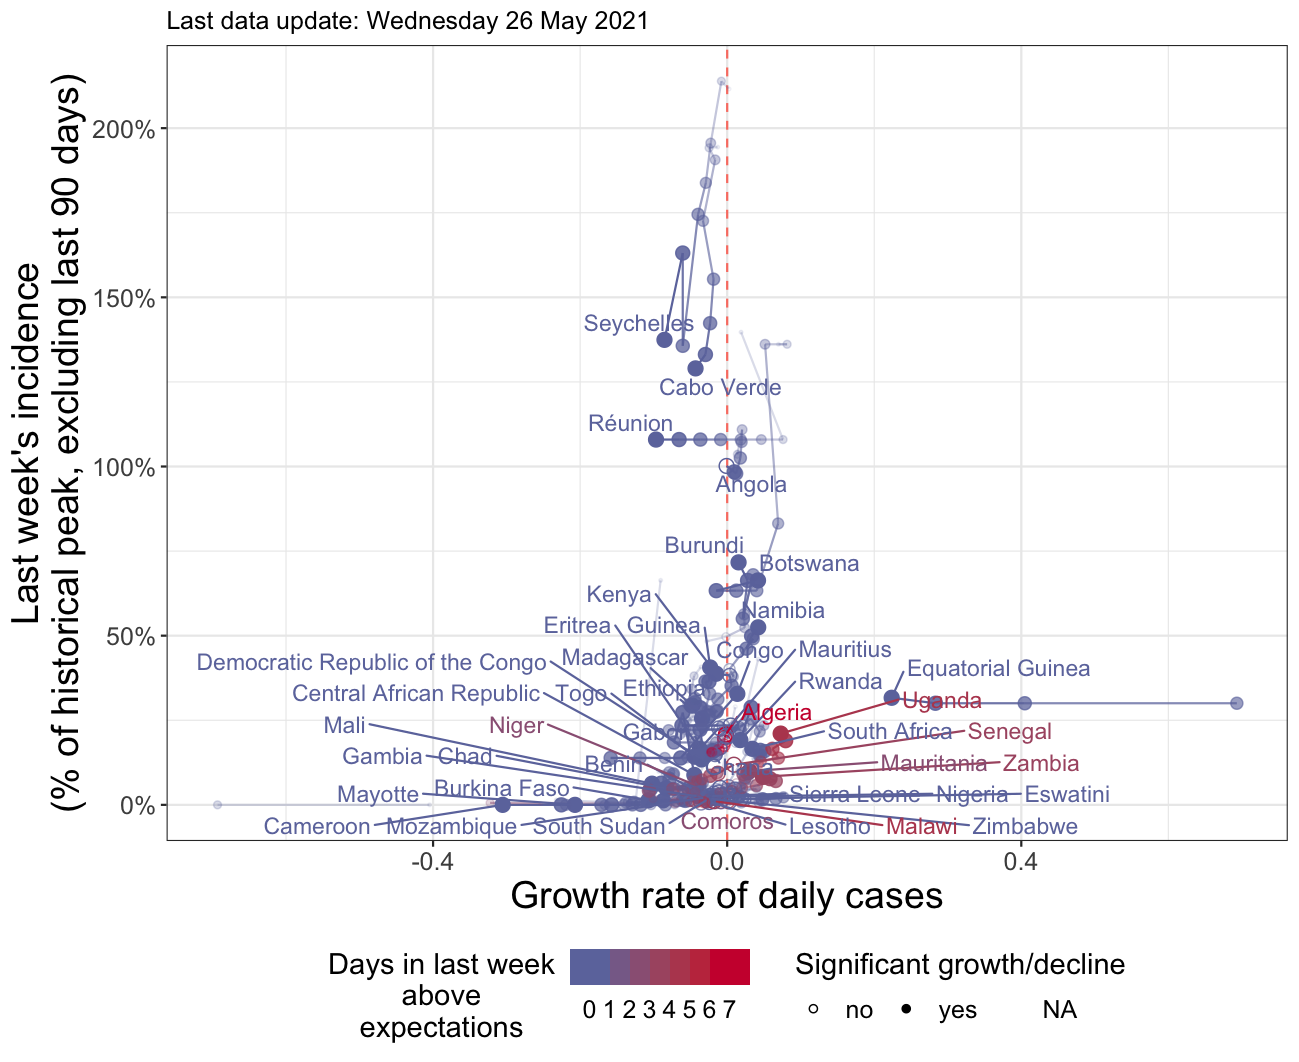 Last data update: Wednesday 26 May 2021
Last week's incidence
(% of historical peak, excluding last 90 days)
200%
150%
100%
50%
0%
Seychelles
Cabo Verde
Réunion
Angola
Burundi
Botswana
Kenya
Namibia
Eritrea
Guinea
Congo
Mauritius
Democratic Republic of the Congo
Madagascar
Equatorial Guinea
Rwanda
Central African Republic
Togo
Ethiopia
Uganda
Algeria
Mali
Niger
Gabon
South Africa
Senegal
Gambia
Chad
Benin
Ghana
Mauritania
Zambia
Mayotte
Burkina Faso
Sierra Leone
Nigeria
Eswatini
Cameroon
Mozambique
South Sudan
Comoros
Lesotho
Malawi
Zimbabwe
-0.4
0.0
0.4
Growth rate of daily cases
Days in last week
above
expectations
0 1 2 3 4 5 6 7
Significant growth/decline
no
yes
NA